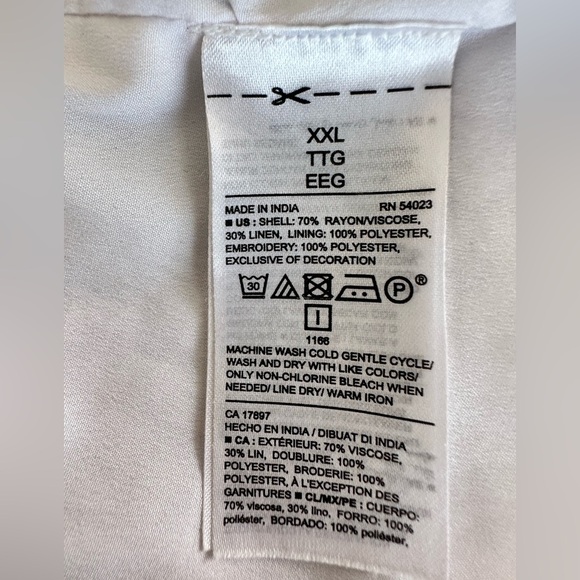 XXL
TTG
EEG
MADE IN INDIA RN 54023
■ US : SHELL: 70% RAYON/VISCOSE,
30% LINEN, LINING: 100% POLYESTER,
EMBROIDERY: 100% POLYESTER,
EXCLUSIVE OF DECORATION
30 P ®
I
1166
MACHINE WASH COLD GENTLE CYCLE/
WASH AND DRY WITH LIKE COLORS/
ONLY NON-CHLORINE BLEACH WHEN
NEEDED/ LINE DRY/ WARM IRON
CA 17897
HECHO EN INDIA / DIBUAT DI INDIA
■ CA : EXTÉRIEUR: 70% VISCOSE,
30% LIN, DOUBLURE: 100%
POLYESTER, BRODERIE: 100%
POLYESTER, À L'EXCEPTION DES
GARNITURES ■ CL/MX/PE : CUERPO:
70% viscosa, 30% lino, FORRO: 100%
poliéster, BORDADO: 100% poliéster,